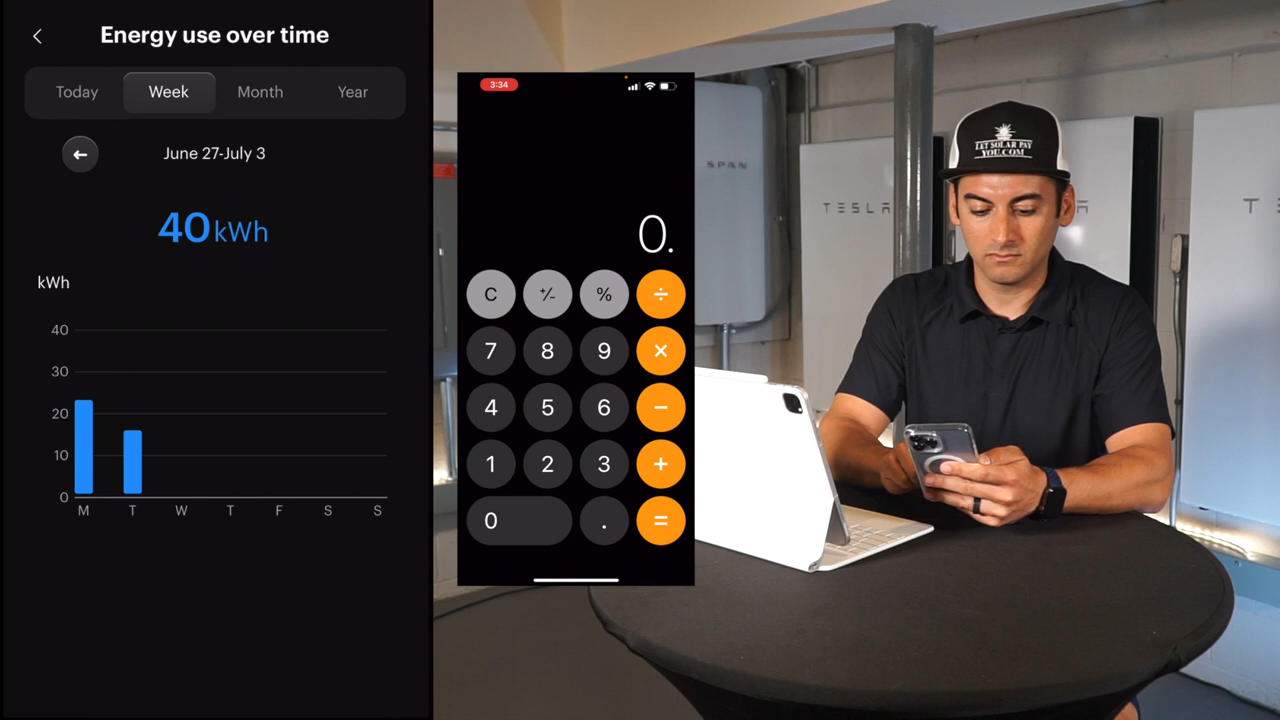 Energy use over time
Today Week Month Year
June 27-July 3
40 kWh
kWh
40
30
20
10
0
M T W T F S S
3:34
0.
C +/- % ÷
7 8 9 ×
4 5 6 −
1 2 3 +
0 . =
SPAN
TESLA
LET SOLAR PAY
YOU.COM
T